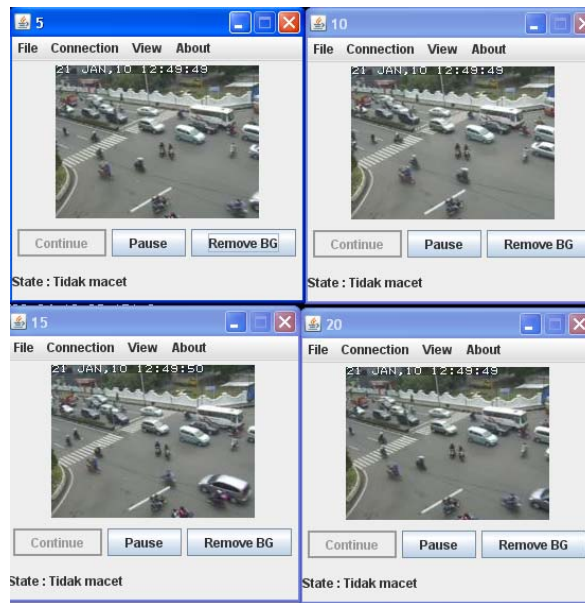 5
File Connection View About
21 JAN,10 12:49:49
Continue Pause Remove BG
State : Tidak macet
10
File Connection View About
21 JAN,10 12:49:49
Continue Pause Remove BG
State : Tidak macet
15
File Connection View About
21 JAN,10 12:49:50
Continue Pause Remove BG
State : Tidak macet
20
File Connection View About
21 JAN,10 12:49:49
Continue Pause Remove BG
State : Tidak macet